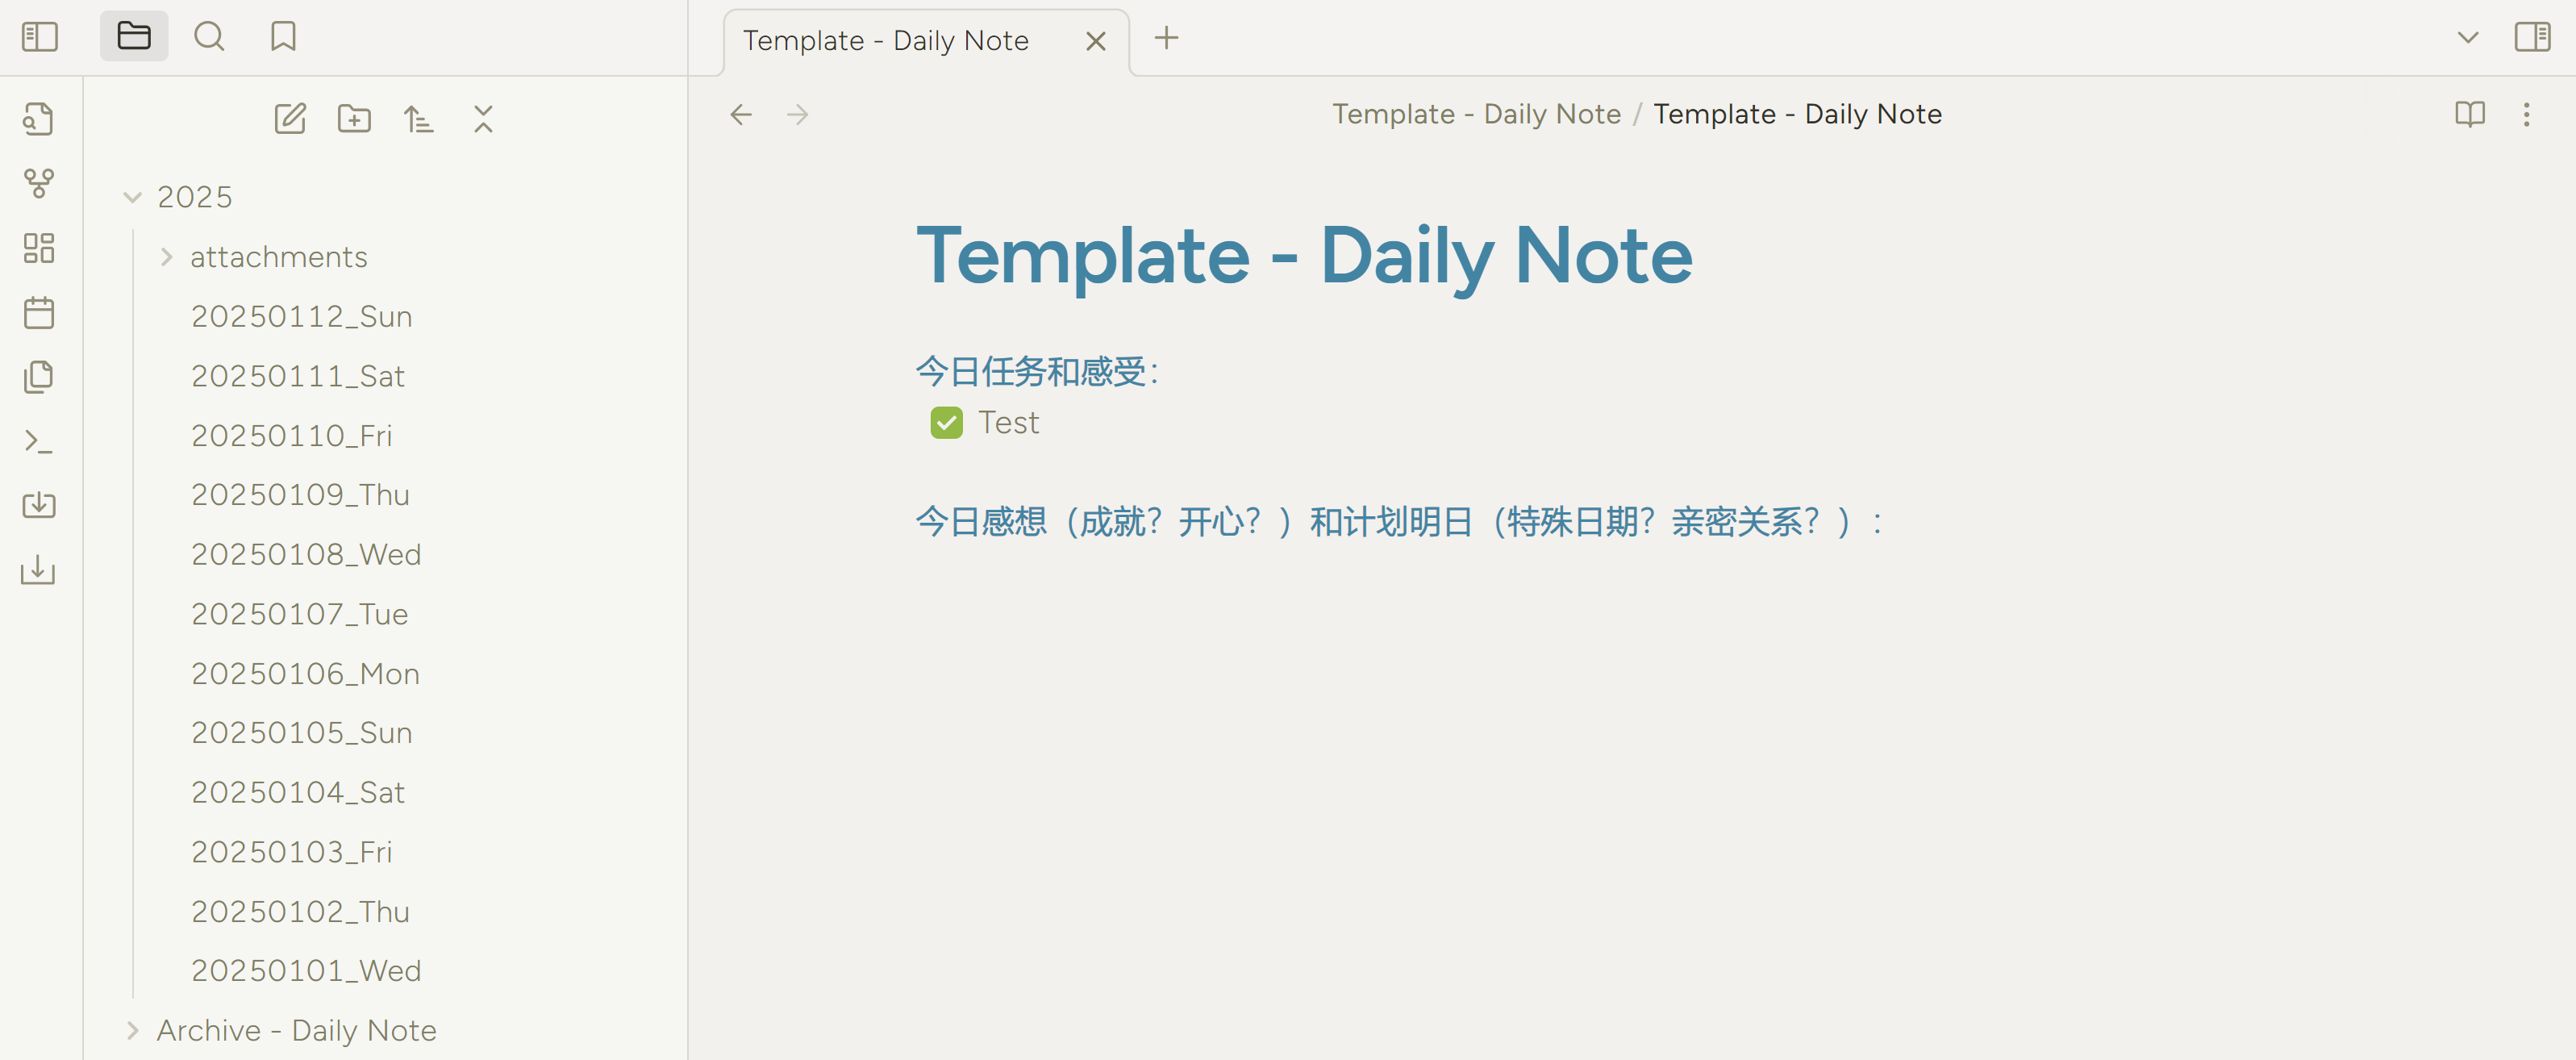 Template - Daily Note
Template - Daily Note / Template - Daily Note
2025
attachments
20250112_Sun
20250111_Sat
20250110_Fri
20250109_Thu
20250108_Wed
20250107_Tue
20250106_Mon
20250105_Sun
20250104_Sat
20250103_Fri
20250102_Thu
20250101_Wed
Archive - Daily Note
Template - Daily Note
今日任务和感受：
Test
今日感想（成就？开心？）和计划明日（特殊日期？亲密关系？）：